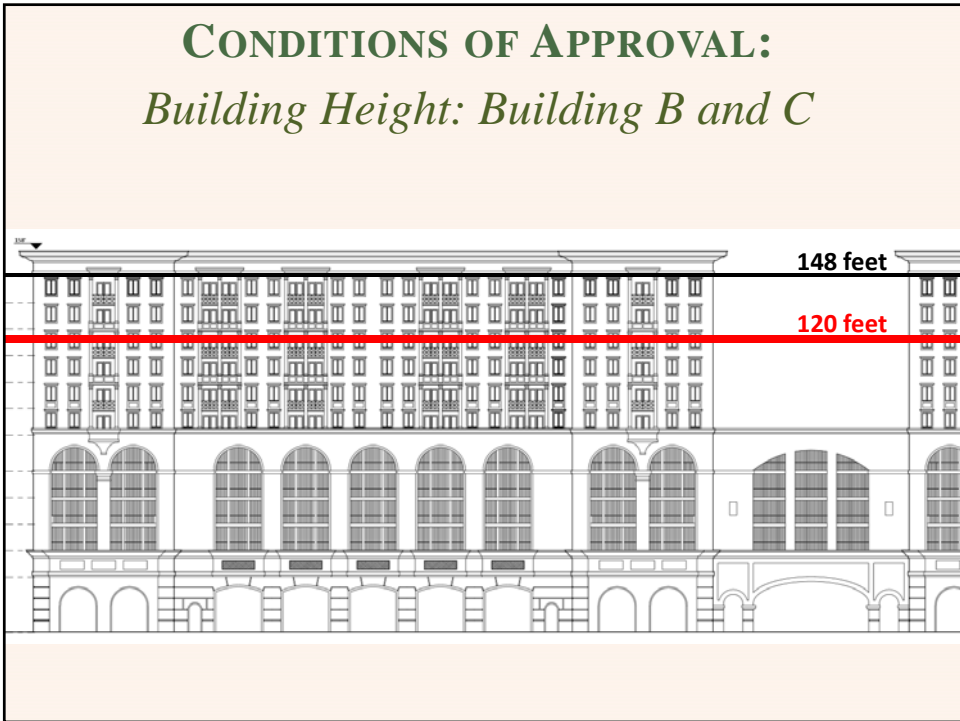 CONDITIONS OF APPROVAL:
Building Height: Building B and C
148 feet
120 feet